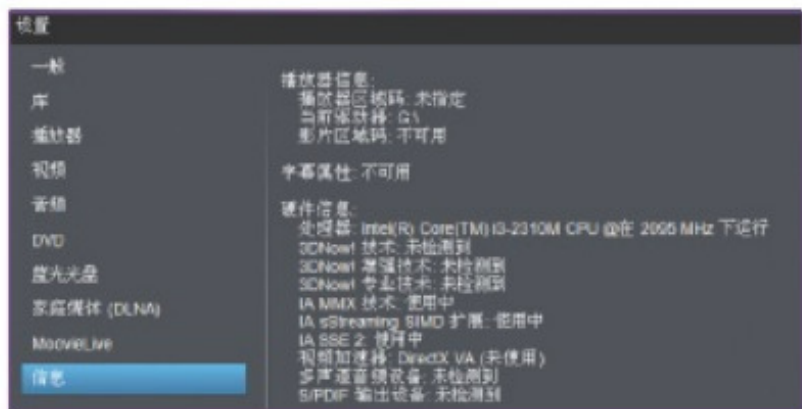 设置
一般
库
播放器
视频
音频
DVD
蓝光光盘
家庭媒体 (DLNA)
MoovieLive
信息
播放器信息:
播放器区域码: 未指定
当前驱动器: G:\
影片区域码: 不可用
字幕属性: 不可用
硬件信息:
处理器: Intel(R) Core(TM) i3-2310M CPU @在 2095 MHz 下运行
3DNow! 技术: 未检测到
3DNow! 增强技术: 未检测到
3DNow! 专业技术: 未检测到
IA MMX 技术: 使用中
IA sStreaming SIMD 扩展: 使用中
IA SSE 2: 使用中
视频加速器: DirectX VA (未使用)
多声道音频设备: 未检测到
S/PDIF 输出设备: 未检测到